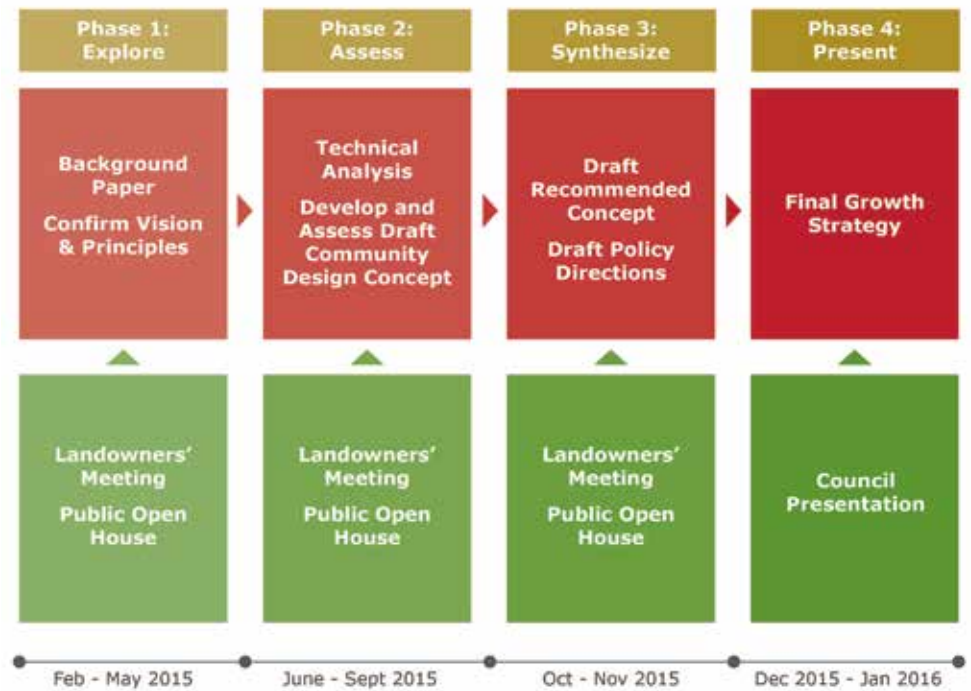 Phase 1:
Explore
Phase 2:
Assess
Phase 3:
Synthesize
Phase 4:
Present
Background
Paper
Confirm Vision
& Principles
Technical
Analysis
Develop and
Assess Draft
Community
Design Concept
Draft
Recommended
Concept
Draft Policy
Directions
Final Growth
Strategy
Landowners’
Meeting
Public Open
House
Landowners’
Meeting
Public Open
House
Landowners’
Meeting
Public Open
House
Council
Presentation
Feb - May 2015
June - Sept 2015
Oct - Nov 2015
Dec 2015 - Jan 2016